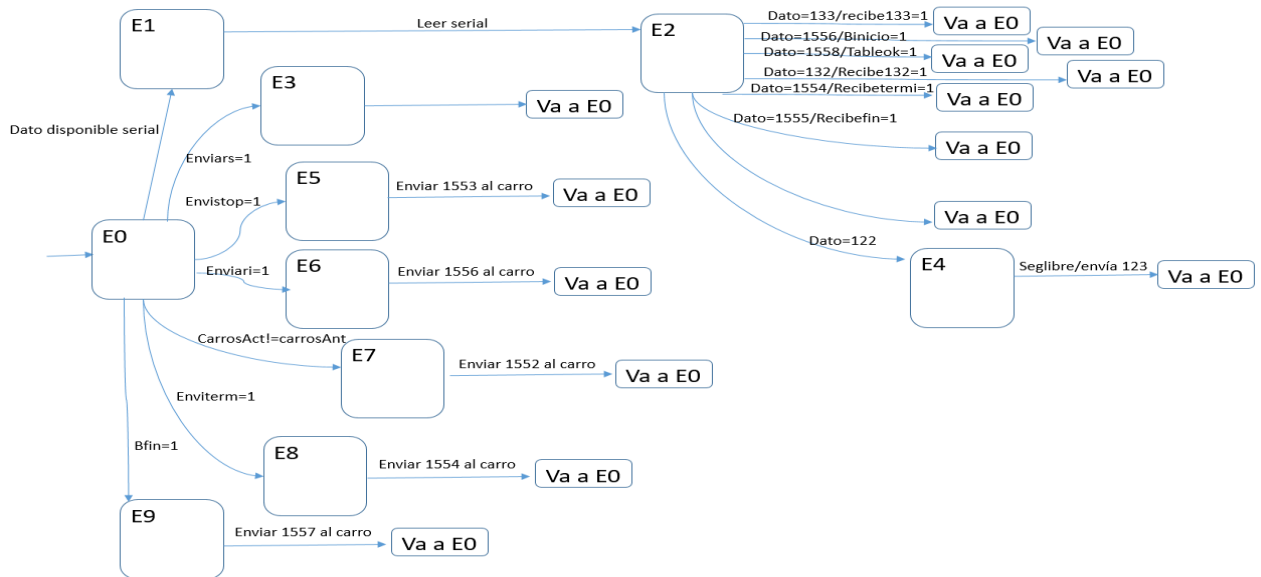 E1
Leer serial
E2
Dato=133/recibe133=1
Va a E0
Dato=1556/Binicio=1
Va a E0
Dato=1558/Tableok=1
Va a E0
Dato=132/Recibe132=1
Va a E0
Dato=1554/Recibetermi=1
Va a E0
Dato=1555/Recibefin=1
Va a E0
Va a E0
Dato=122
E4
Seglibre/envía 123
Va a E0
Dato disponible serial
E3
Va a E0
Enviars=1
E5
Enviar 1553 al carro
Va a E0
Envistop=1
E0
Enviari=1
E6
Enviar 1556 al carro
Va a E0
CarrosAct!=carrosAnt
E7
Enviar 1552 al carro
Va a E0
Enviterm=1
E8
Enviar 1554 al carro
Va a E0
Bfin=1
E9
Enviar 1557 al carro
Va a E0